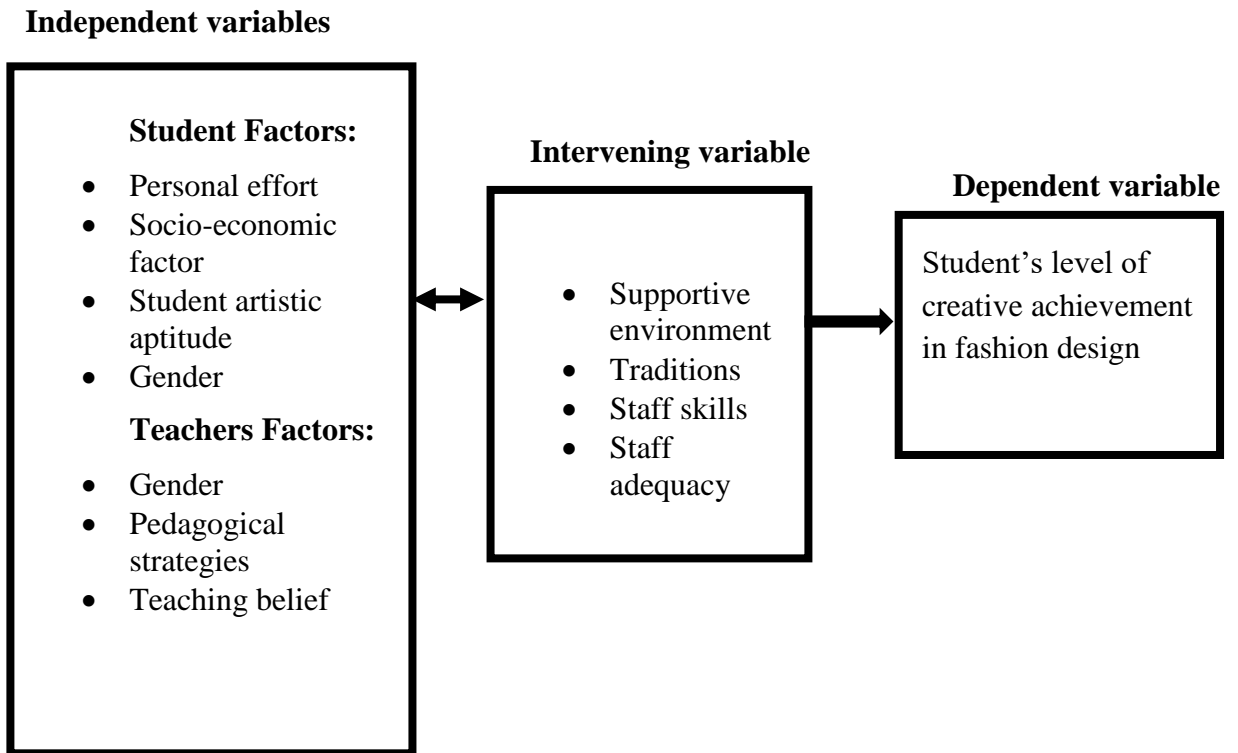 Independent variables
Student Factors:
• Personal effort
• Socio-economic
factor
• Student artistic
aptitude
• Gender
Teachers Factors:
• Gender
• Pedagogical
strategies
• Teaching belief
Intervening variable
• Supportive
environment
• Traditions
• Staff skills
• Staff
adequacy
Dependent variable
Student’s level of
creative achievement
in fashion design